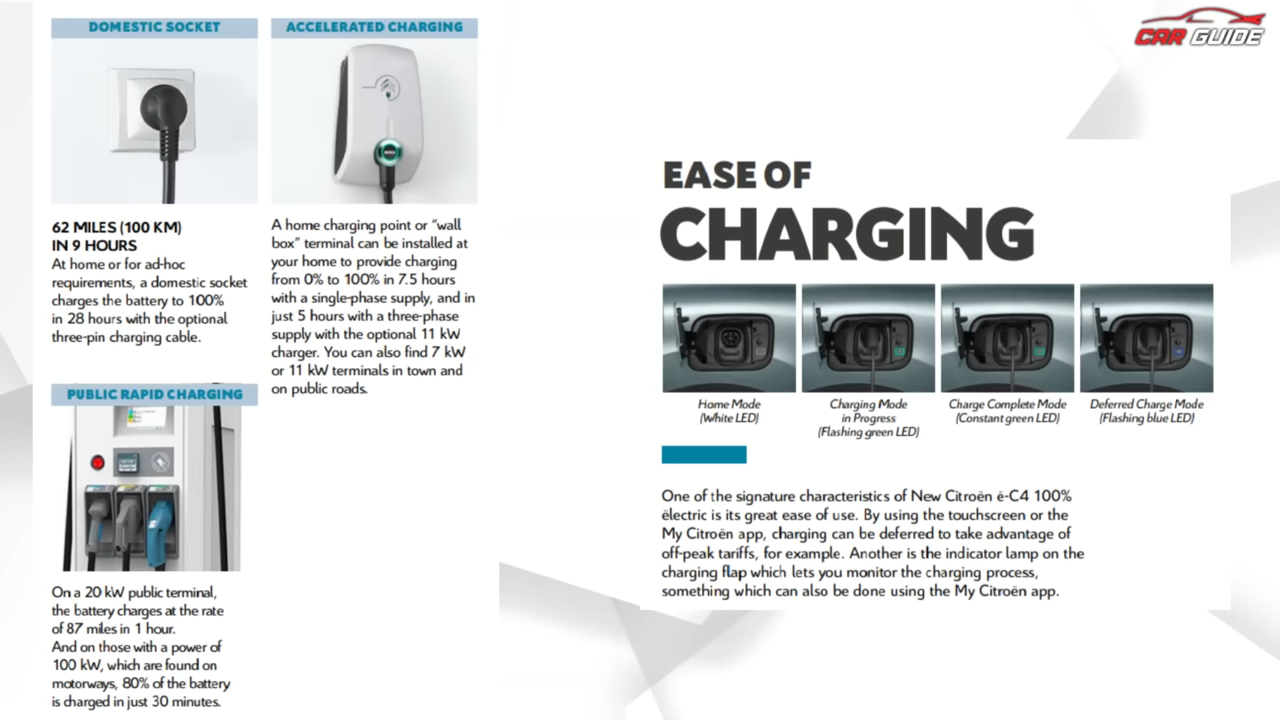 CAR GUIDE
DOMESTIC SOCKET
62 MILES (100 KM)
IN 9 HOURS
At home or for ad-hoc
requirements, a domestic socket
charges the battery to 100%
in 28 hours with the optional
three-pin charging cable.
ACCELERATED CHARGING
A home charging point or “wall
box” terminal can be installed at
your home to provide charging
from 0% to 100% in 7.5 hours
with a single-phase supply, and in
just 5 hours with a three-phase
supply with the optional 11 kW
charger. You can also find 7 kW
or 11 kW terminals in town and
on public roads.
PUBLIC RAPID CHARGING
On a 20 kW public terminal,
the battery charges at the rate
of 87 miles in 1 hour.
And on those with a power of
100 kW, which are found on
motorways, 80% of the battery
is charged in just 30 minutes.
EASE OF
CHARGING
Home Mode
(White LED)
Charging Mode
in Progress
(Flashing green LED)
Charge Complete Mode
(Constant green LED)
Deferred Charge Mode
(Flashing blue LED)
One of the signature characteristics of New Citroën ë-C4 100%
ëlectric is its great ease of use. By using the touchscreen or the
My Citroën app, charging can be deferred to take advantage of
off-peak tariffs, for example. Another is the indicator lamp on the
charging flap which lets you monitor the charging process,
something which can also be done using the My Citroën app.